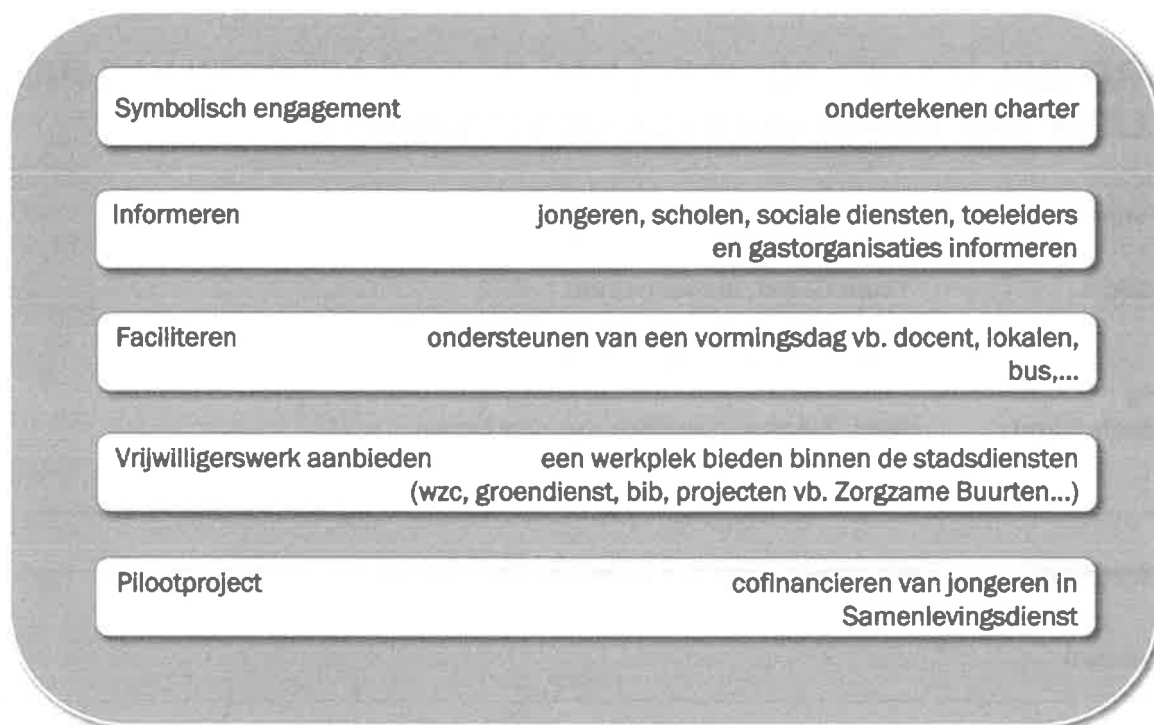 Symbolisch engagement ondertekenen charter
Informeren jongeren, scholen, sociale diensten, toeleiders
en gastorganisaties informeren
Faciliteren ondersteunen van een vormingsdag vb. docent, lokalen,
bus,...
Vrijwilligerswerk aanbieden een werkplek bieden binnen de stadsdiensten
(wzc, groendienst, bib, projecten vb. Zorgzame Buurten...)
Pilootproject cofinancieren van jongeren in
Samenlevingsdienst